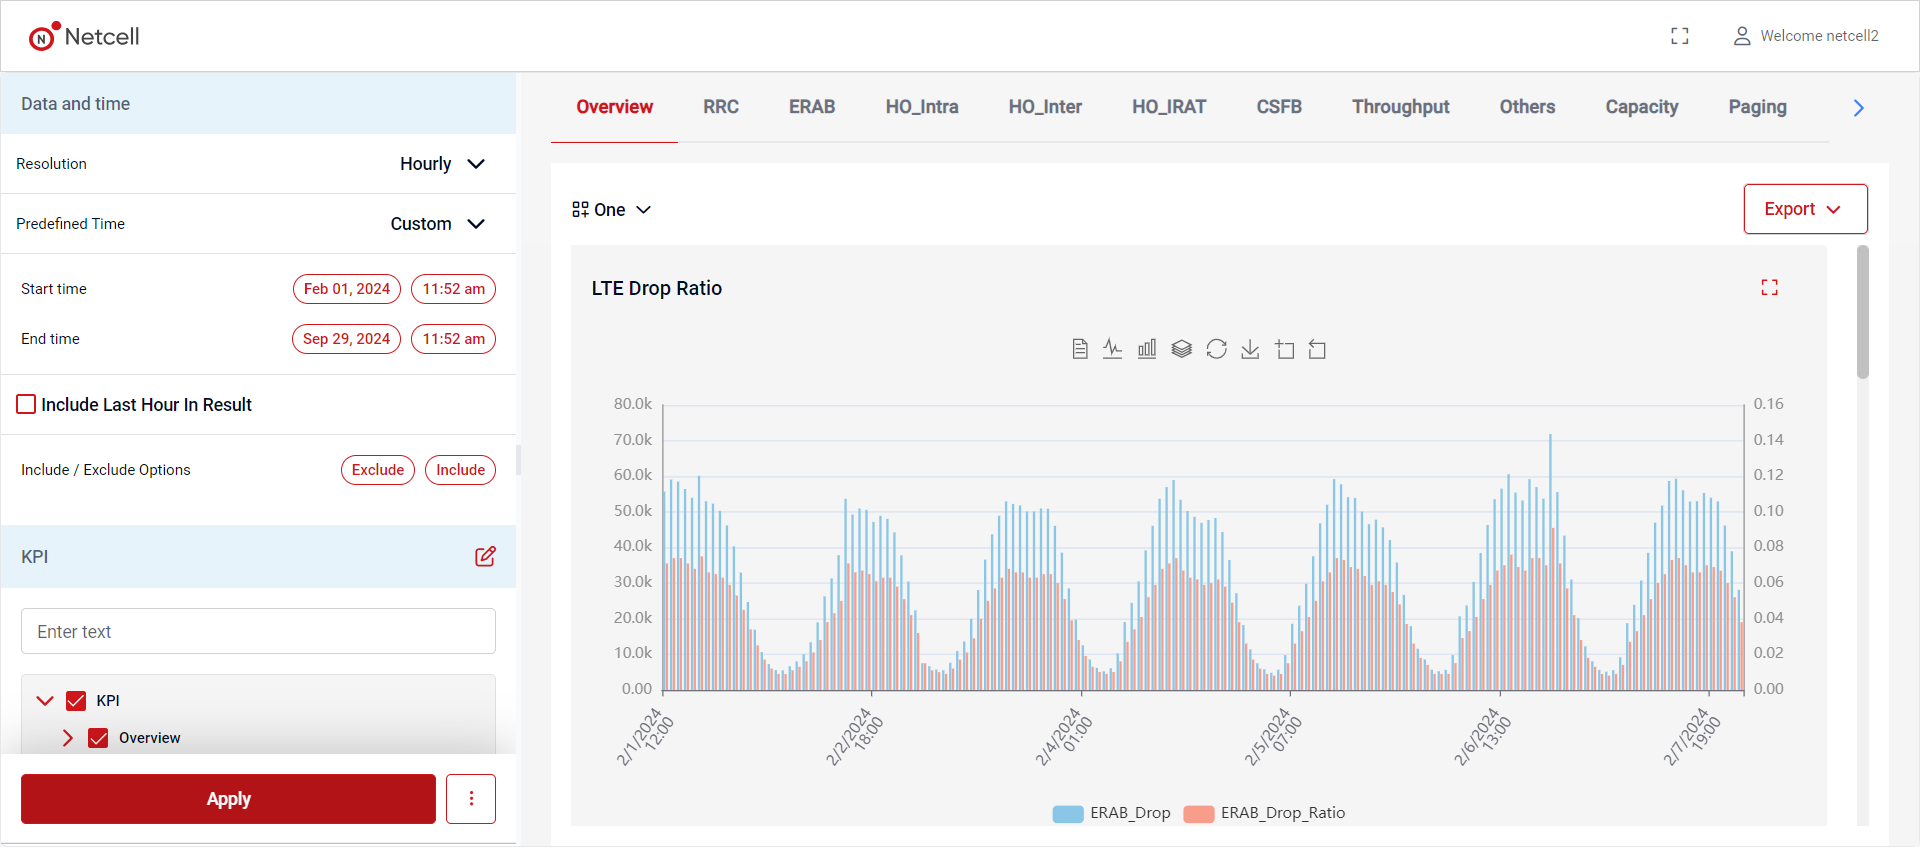 N Netcell
Welcome netcell2
Data and time
Resolution Hourly
Predefined Time Custom
Start time Feb 01, 2024 11:52 am
End time Sep 29, 2024 11:52 am
Include Last Hour In Result
Include / Exclude Options Exclude Include
KPI
Enter text
KPI
Overview
Apply
Overview RRC ERAB HO_Intra HO_Inter HO_IRAT CSFB Throughput Others Capacity Paging
One
Export
LTE Drop Ratio
80.0k 0.16
70.0k 0.14
60.0k 0.12
50.0k 0.10
40.0k 0.08
30.0k 0.06
20.0k 0.04
10.0k 0.02
0.00 0.00
2/1/2024
12:00
2/2/2024
18:00
2/4/2024
01:00
2/5/2024
07:00
2/6/2024
13:00
2/7/2024
19:00
ERAB_Drop ERAB_Drop_Ratio